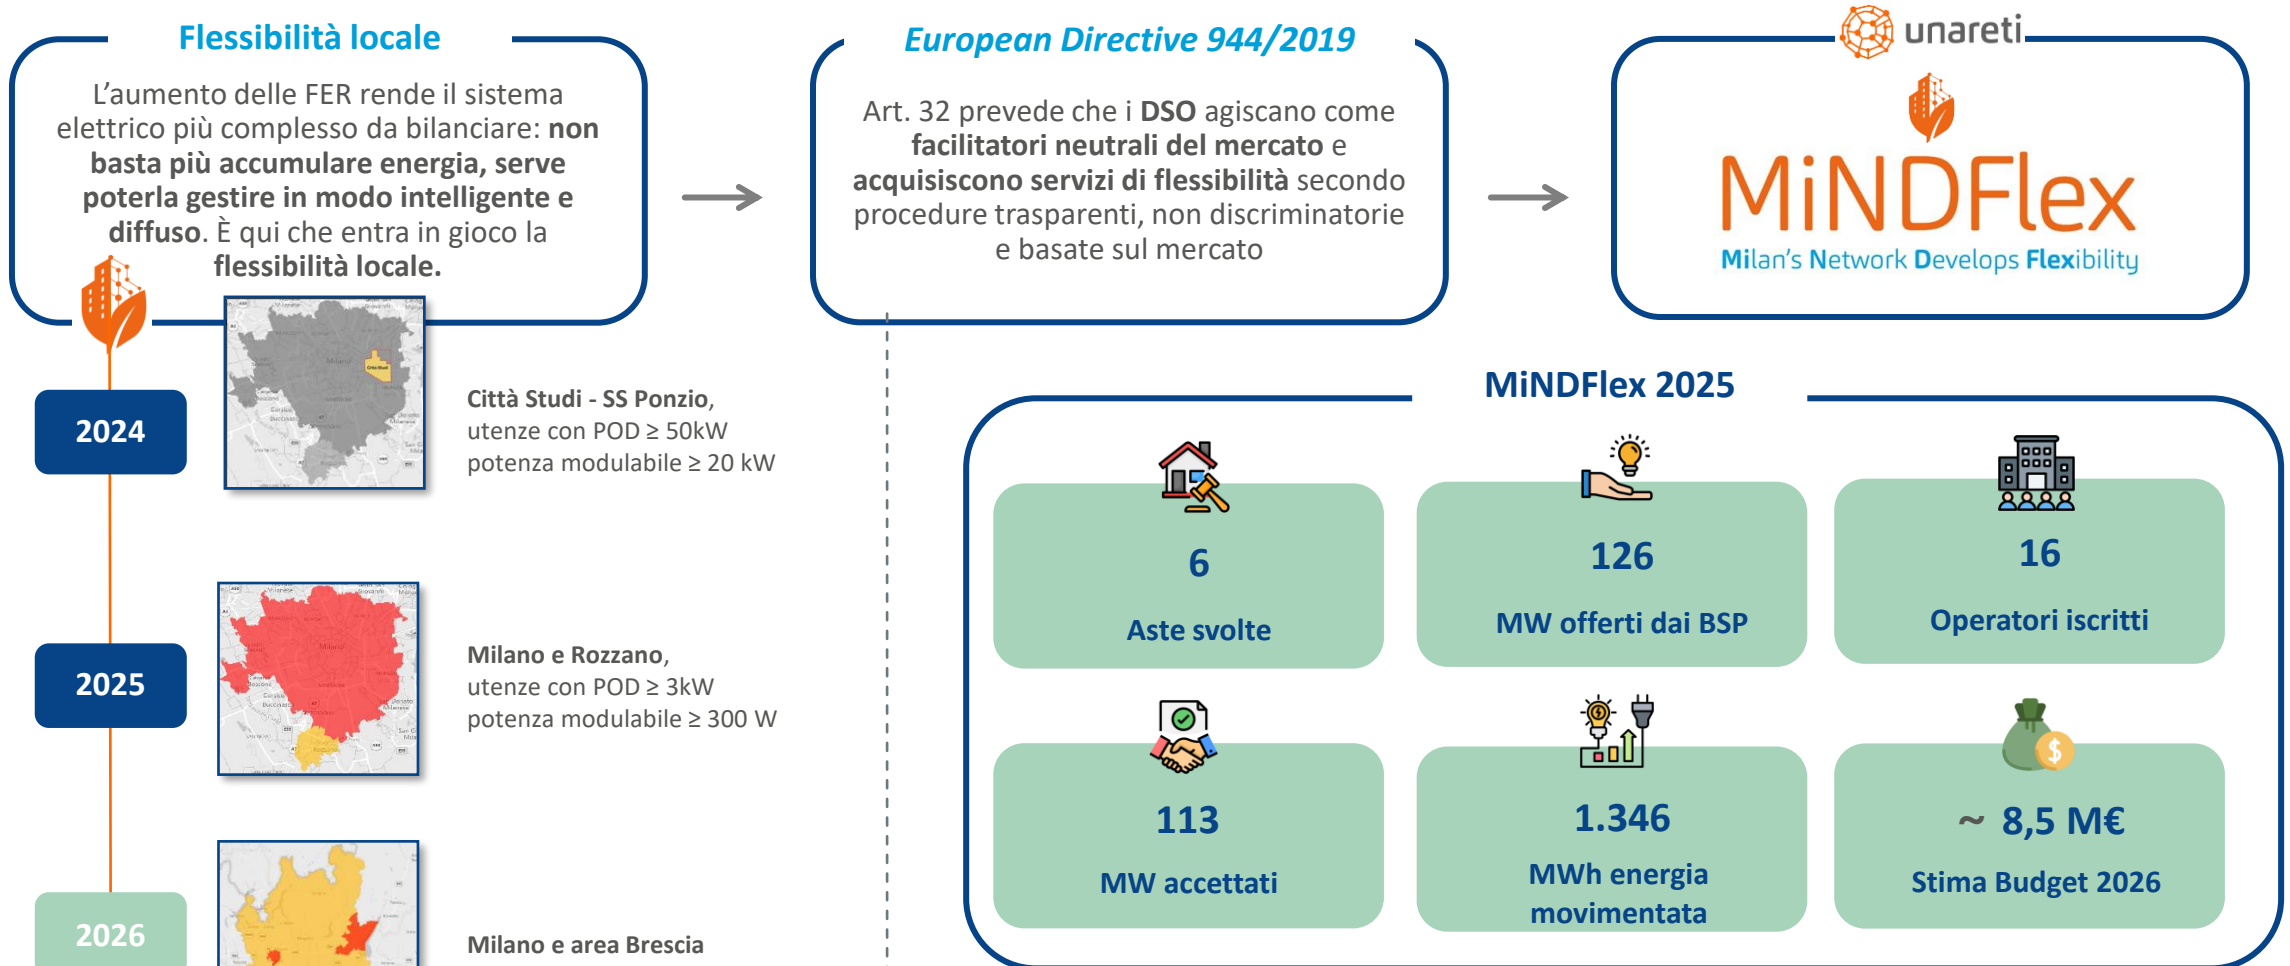 Flessibilità locale
L'aumento delle FER rende il sistema
elettrico più complesso da bilanciare: non
basta più accumulare energia, serve
poterla gestire in modo intelligente e
diffuso. È qui che entra in gioco la
flessibilità locale.
European Directive 944/2019
Art. 32 prevede che i DSO agiscano come
facilitatori neutrali del mercato e
acquisiscono servizi di flessibilità secondo
procedure trasparenti, non discriminatorie
e basate sul mercato
unareti
MiNDFlex
Milan's Network Develops Flexibility
2024
Milano
Città Studi
Città Studi - SS Ponzio,
utenze con POD ≥ 50kW
potenza modulabile ≥ 20 kW
2025
Milano
Milano e Rozzano,
utenze con POD ≥ 3kW
potenza modulabile ≥ 300 W
2026
Milano e area Brescia
MiNDFlex 2025
6
Aste svolte
126
MW offerti dai BSP
16
Operatori iscritti
113
MW accettati
1.346
MWh energia
movimentata
~ 8,5 M€
Stima Budget 2026